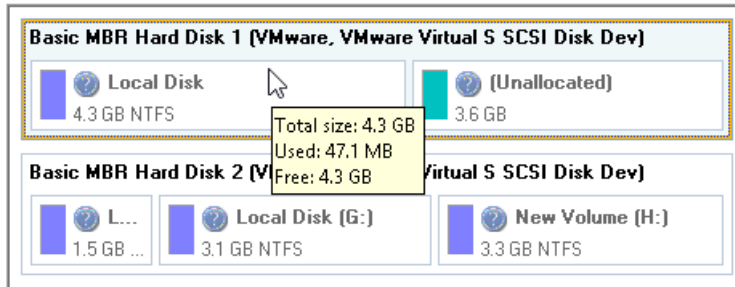 Basic MBR Hard Disk 1 (VMware, VMware Virtual S SCSI Disk Dev)
Local Disk
4.3 GB NTFS
(Unallocated)
3.6 GB
Total size: 4.3 GB
Used: 47.1 MB
Free: 4.3 GB
Basic MBR Hard Disk 2 (V Virtual S SCSI Disk Dev)
L...
1.5 GB ...
Local Disk (G:)
3.1 GB NTFS
New Volume (H:)
3.3 GB NTFS